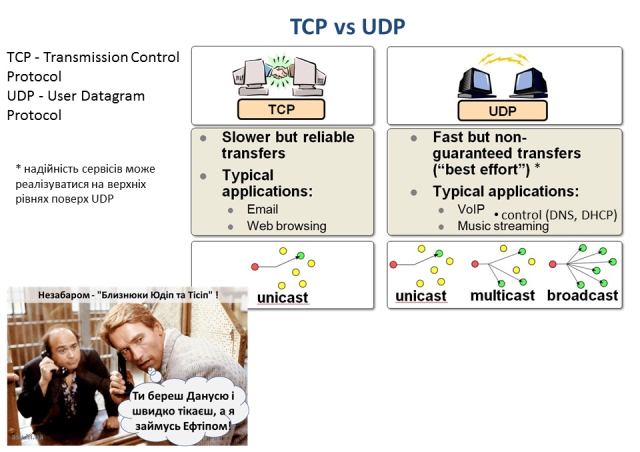 TCP vs UDP
TCP - Transmission Control
Protocol
UDP - User Datagram
Protocol
* надійність сервісів може
реалізуватися на верхніх
рівнях поверх UDP
TCP
Slower but reliable
transfers
Typical
applications:
Email
Web browsing
unicast
UDP
Fast but non-
guaranteed transfers
("best effort") *
Typical applications:
VoIP • control (DNS, DHCP)
Music streaming
unicast multicast broadcast
Незабаром - "Близнюки Юдіп та Тісіп" !
Ти береш Данусю і
швидко тікаєш, а я
займусь Ефтіпом!